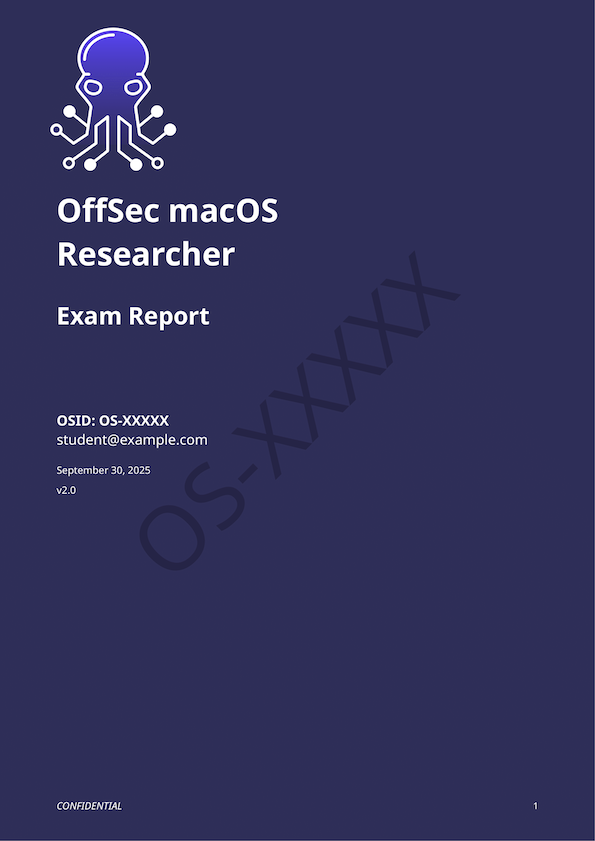 OffSec macOS
Researcher
Exam Report
OSID: OS-XXXXX
student@example.com
September 30, 2025
v2.0
OS-XXXXX
CONFIDENTIAL
1